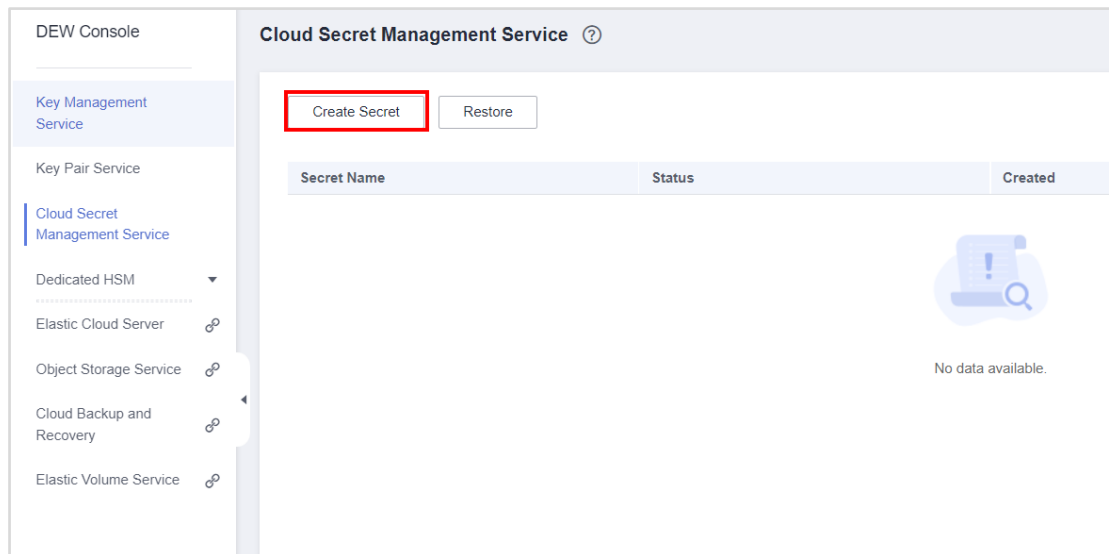 DEW Console
Key Management
Service
Key Pair Service
Cloud Secret
Management Service
Dedicated HSM
Elastic Cloud Server
Object Storage Service
Cloud Backup and
Recovery
Elastic Volume Service
Cloud Secret Management Service ?
Create Secret Restore
Secret Name Status Created
!
No data available.